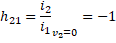 h₂₁ = i₂/i₁ v₂=0 = −1